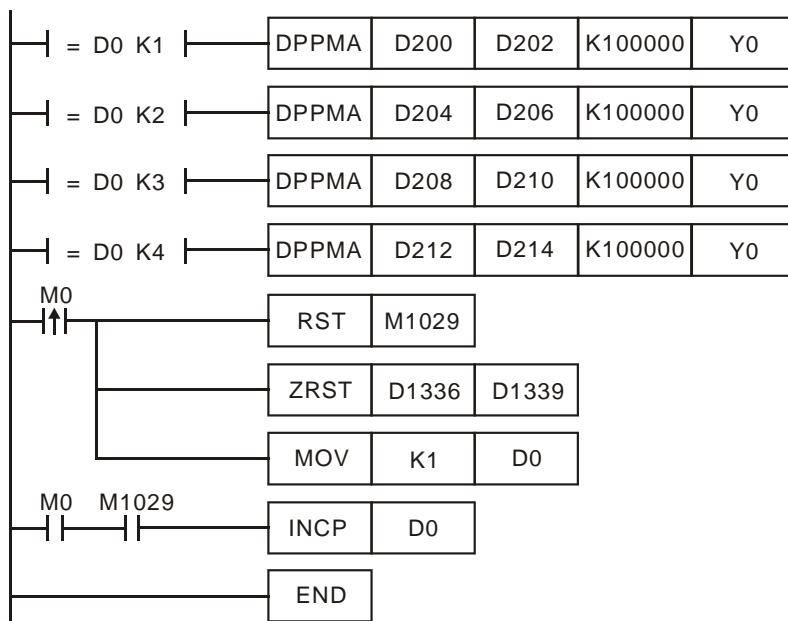 = D0 K1 DPPMA D200 D202 K100000 Y0
= D0 K2 DPPMA D204 D206 K100000 Y0
= D0 K3 DPPMA D208 D210 K100000 Y0
= D0 K4 DPPMA D212 D214 K100000 Y0
M0
RST M1029
ZRST D1336 D1339
MOV K1 D0
M0 M1029
INCP D0
END